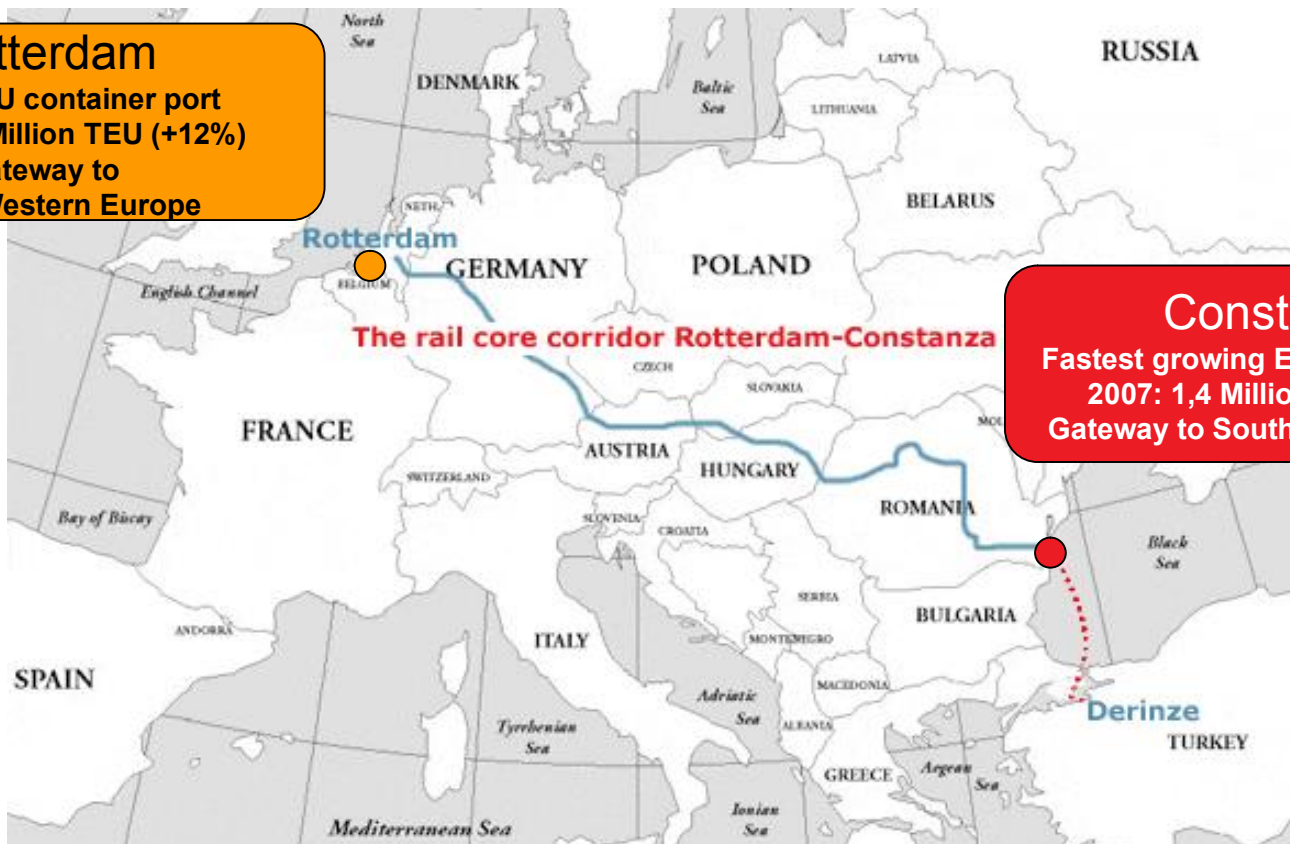 tterdam
U container port
Million TEU (+12%)
ateway to
Western Europe
North
Sea
DENMARK
Baltic
Sea
LATVIA
LITHUANIA
RUSSIA
BELARUS
NETH.
Rotterdam
BELGIUM
GERMANY
POLAND
English Channel
The rail core corridor Rotterdam-Constanza
Const
Fastest growing E
2007: 1,4 Millio
Gateway to South
CZECH
SLOVAKIA
MOL
FRANCE
AUSTRIA
HUNGARY
SWITZERLAND
ROMANIA
Bay of Biscay
SLOVENIA
CROATIA
Black
Sea
SERBIA
BULGARIA
ANDORRA
ITALY
MONTENEGRO
SPAIN
MACEDONIA
Adriatic
Sea
ALBANIA
Derinze
Tyrrhenian
Sea
TURKEY
GREECE
Aegean
Sea
Ionian
Sea
Mediterranean Sea